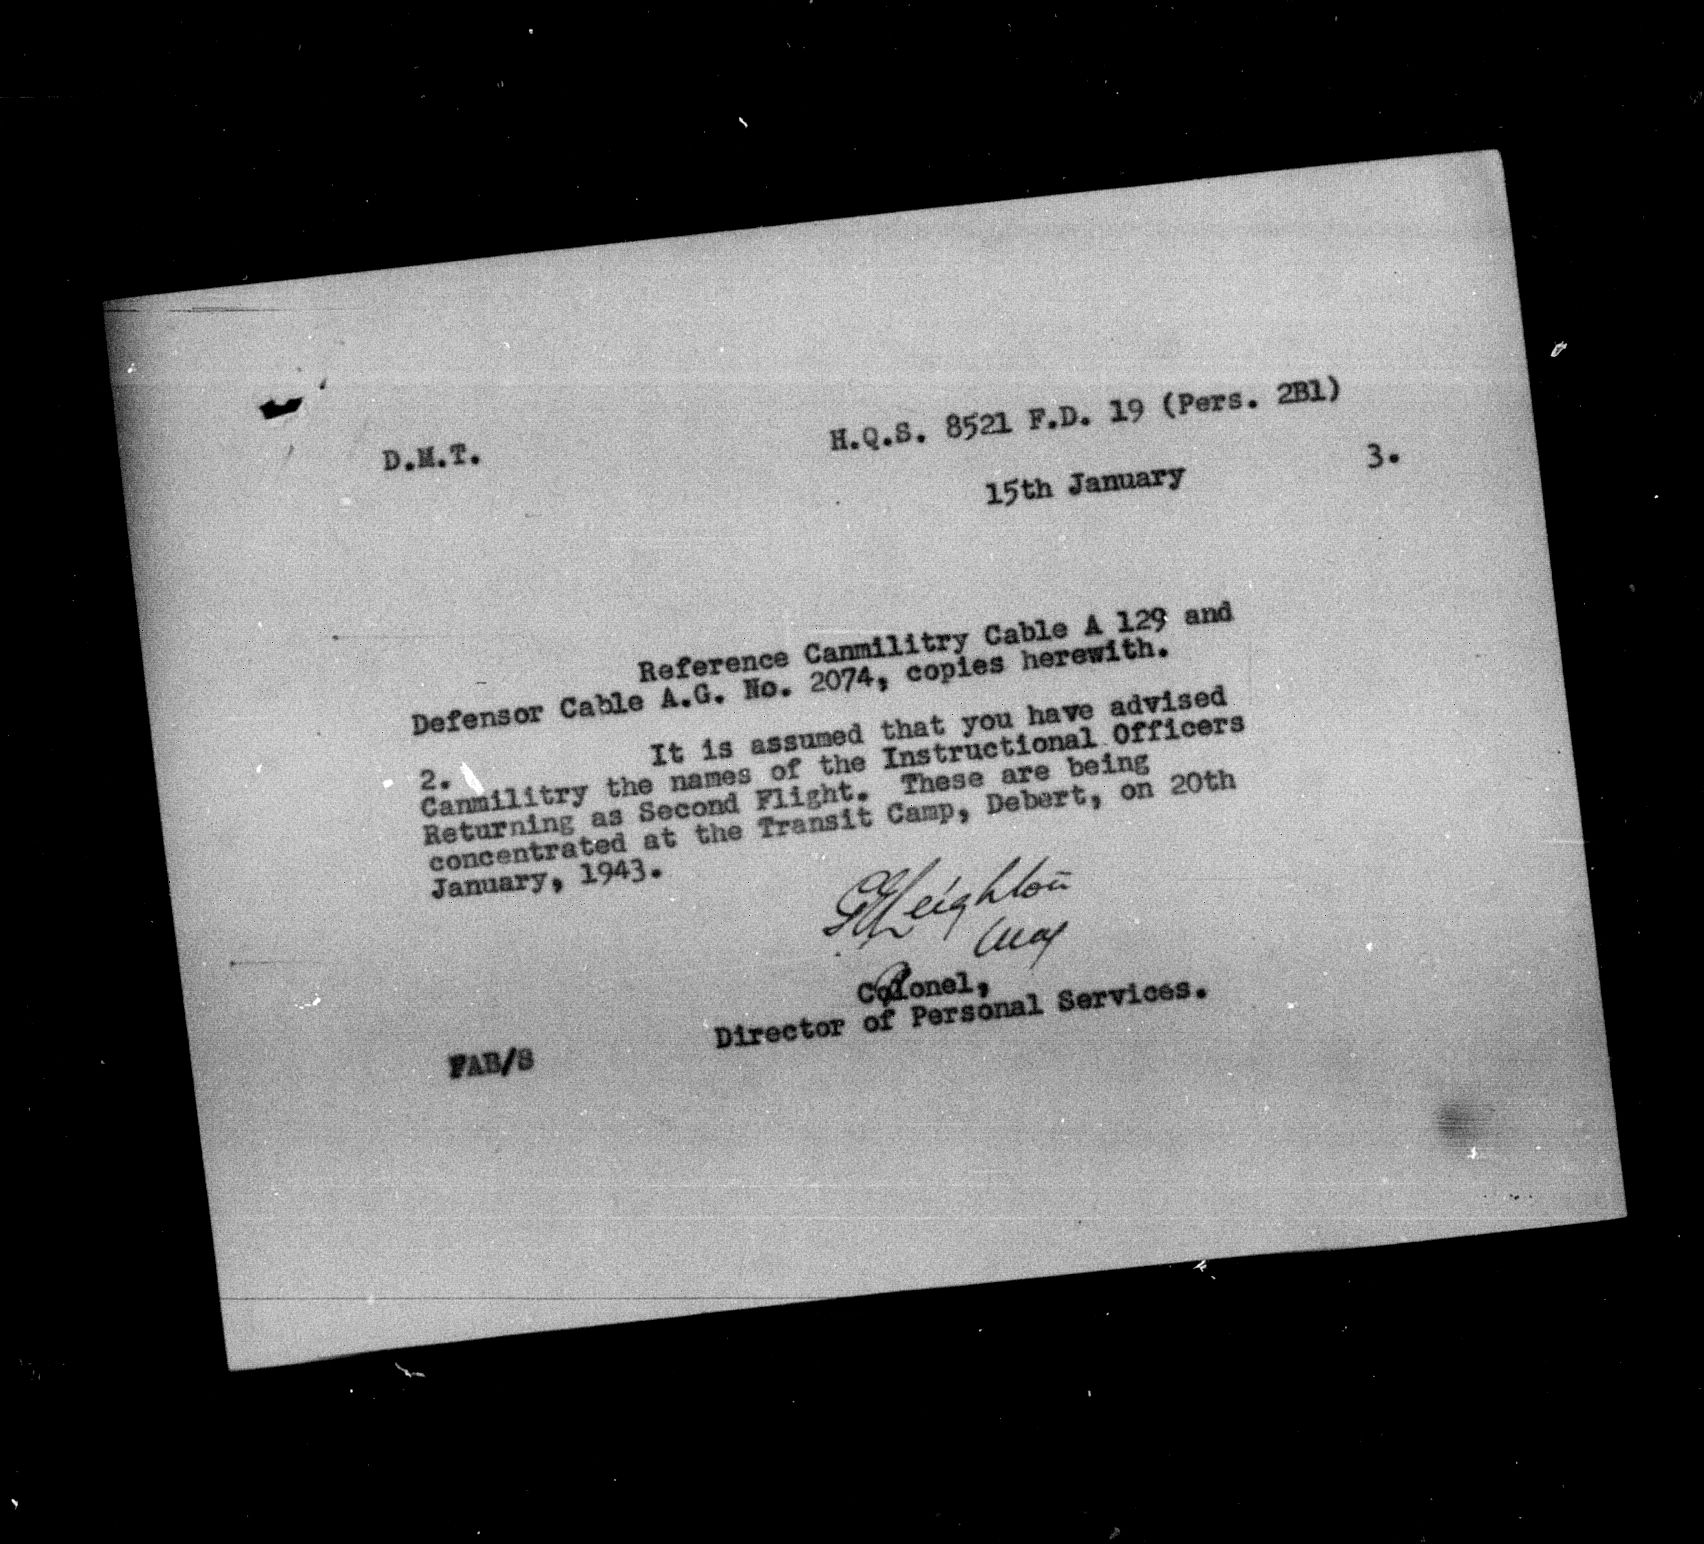 H.Q.S. 8521 F.D. 19 (Pers. 2B1)
D.M.T.
15th January 3.
Reference Canmilitry Cable A 129 and
Defensor Cable A.G. No. 2074, copies herewith.
2. It is assumed that you have advised
Canmilitry the names of the Instructional Officers
Returning as Second Flight. These are being
concentrated at the Transit Camp, Debert, on 20th
January, 1943.
Leighton
Maj
Colonel,
Director of Personal Services.
FAB/S